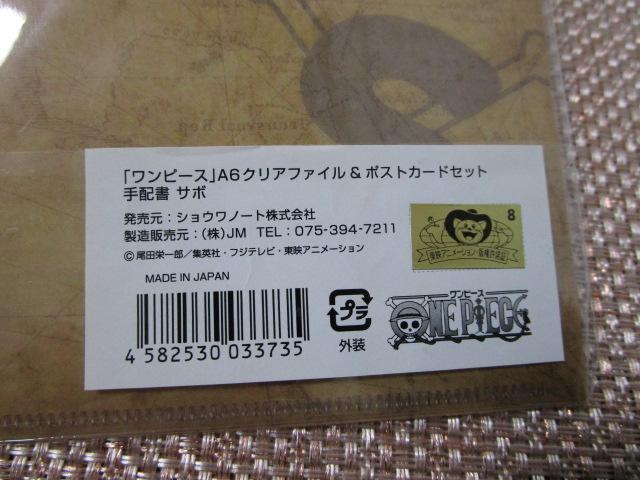 「ワンピース」A6クリアファイル&ポストカードセット
手配書 サボ
発売元:ショウワノート株式会社
製造販売元:(株)JM TEL:075-394-7211
©尾田栄一郎/集英社・フジテレビ・東映アニメーション
MADE IN JAPAN
4 582530 033735
プラ
外装
8
東映アニメーション・版権許諾証
ワンピース
ONE PIECE